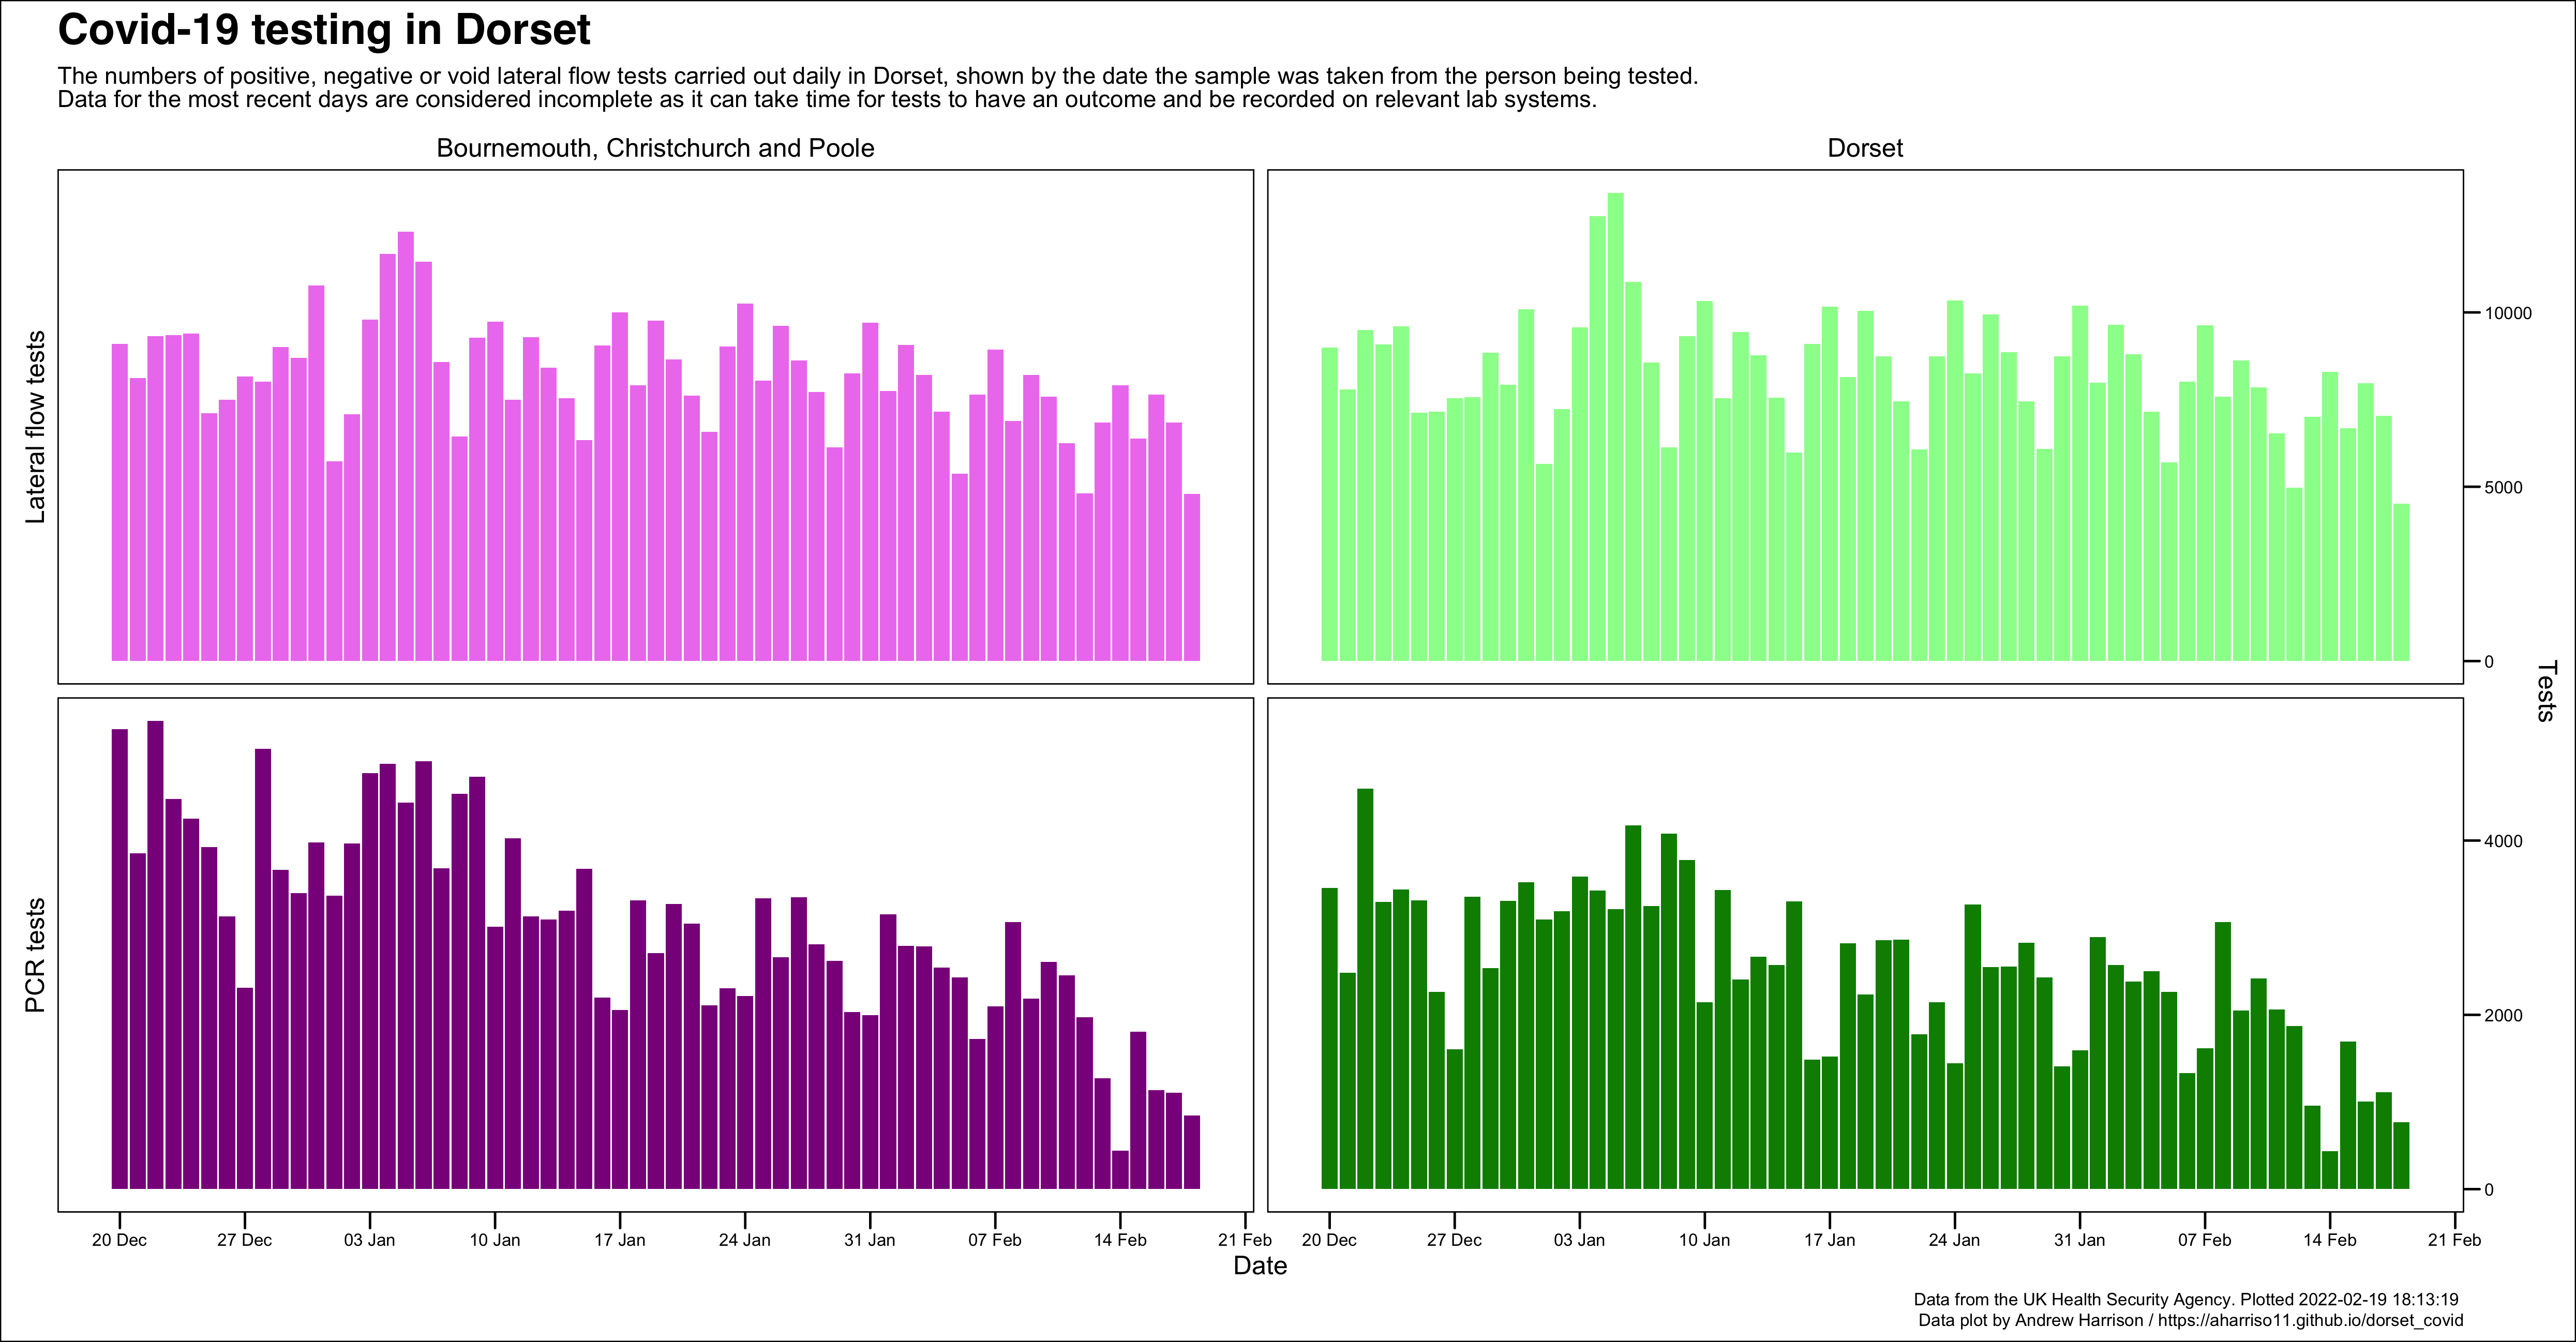 Covid-19 testing in Dorset
The numbers of positive, negative or void lateral flow tests carried out daily in Dorset, shown by the date the sample was taken from the person being tested.
Data for the most recent days are considered incomplete as it can take time for tests to have an outcome and be recorded on relevant lab systems.
Bournemouth, Christchurch and Poole
Dorset
Lateral flow tests
10000
5000
0
Tests
PCR tests
4000
2000
0
20 Dec 27 Dec 03 Jan 10 Jan 17 Jan 24 Jan 31 Jan 07 Feb 14 Feb 21 Feb
20 Dec 27 Dec 03 Jan 10 Jan 17 Jan 24 Jan 31 Jan 07 Feb 14 Feb 21 Feb
Date
Data from the UK Health Security Agency. Plotted 2022-02-19 18:13:19
Data plot by Andrew Harrison / https://aharriso11.github.io/dorset_covid